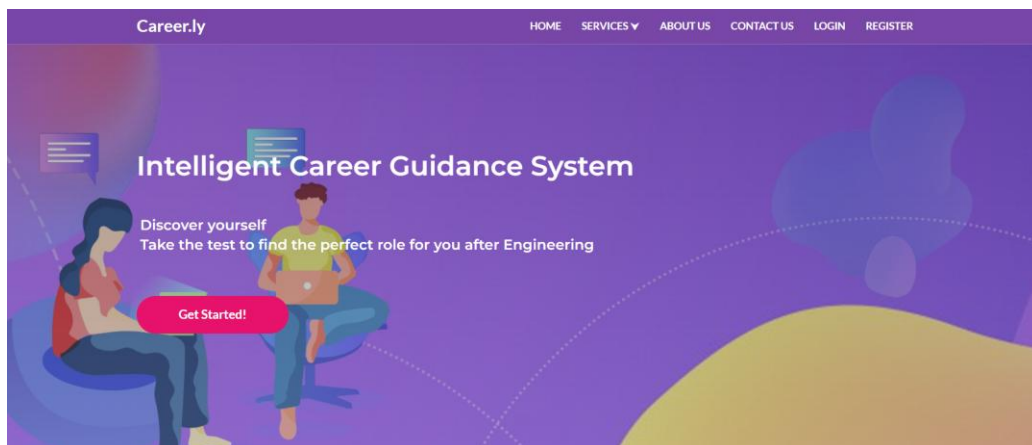 Career.ly
HOME SERVICES ABOUT US CONTACT US LOGIN REGISTER
Intelligent Career Guidance System
Discover yourself
Take the test to find the perfect role for you after Engineering
Get Started!